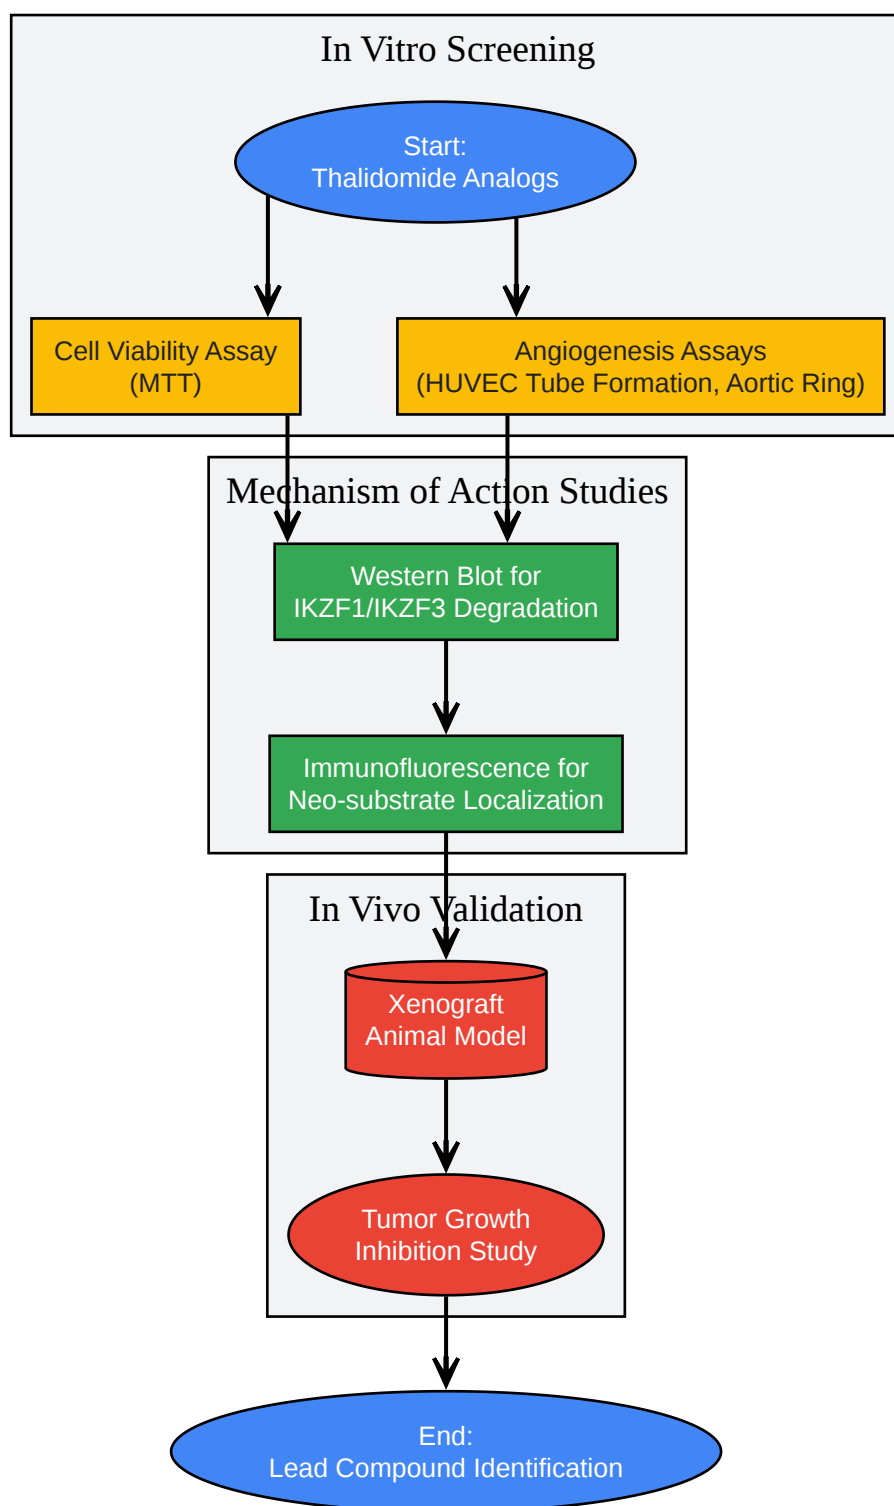 In Vitro Screening
Start:
Thalidomide Analogs
Cell Viability Assay
(MTT)
Angiogenesis Assays
(HUVEC Tube Formation, Aortic Ring)
Mechanism of Action Studies
Western Blot for
IKZF1/IKZF3 Degradation
Immunofluorescence for
Neo-substrate Localization
In Vivo Validation
Xenograft
Animal Model
Tumor Growth
Inhibition Study
End:
Lead Compound Identification